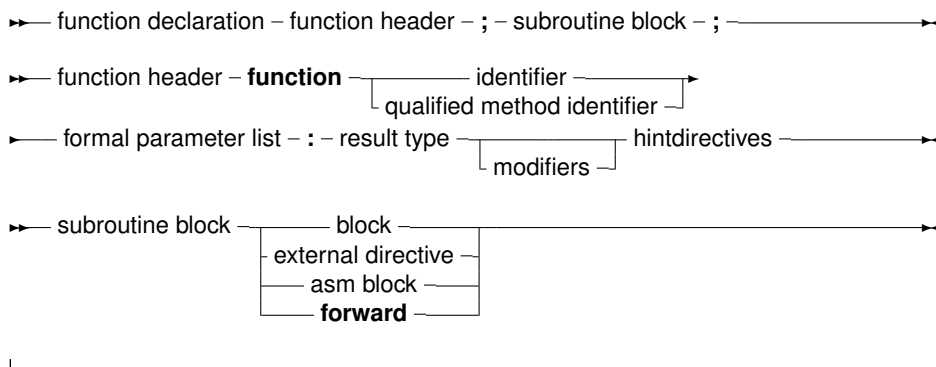 function declaration function header ; subroutine block ;
function header function identifier
qualified method identifier
formal parameter list : result type hintdirectives
modifiers
subroutine block block
external directive
asm block
forward